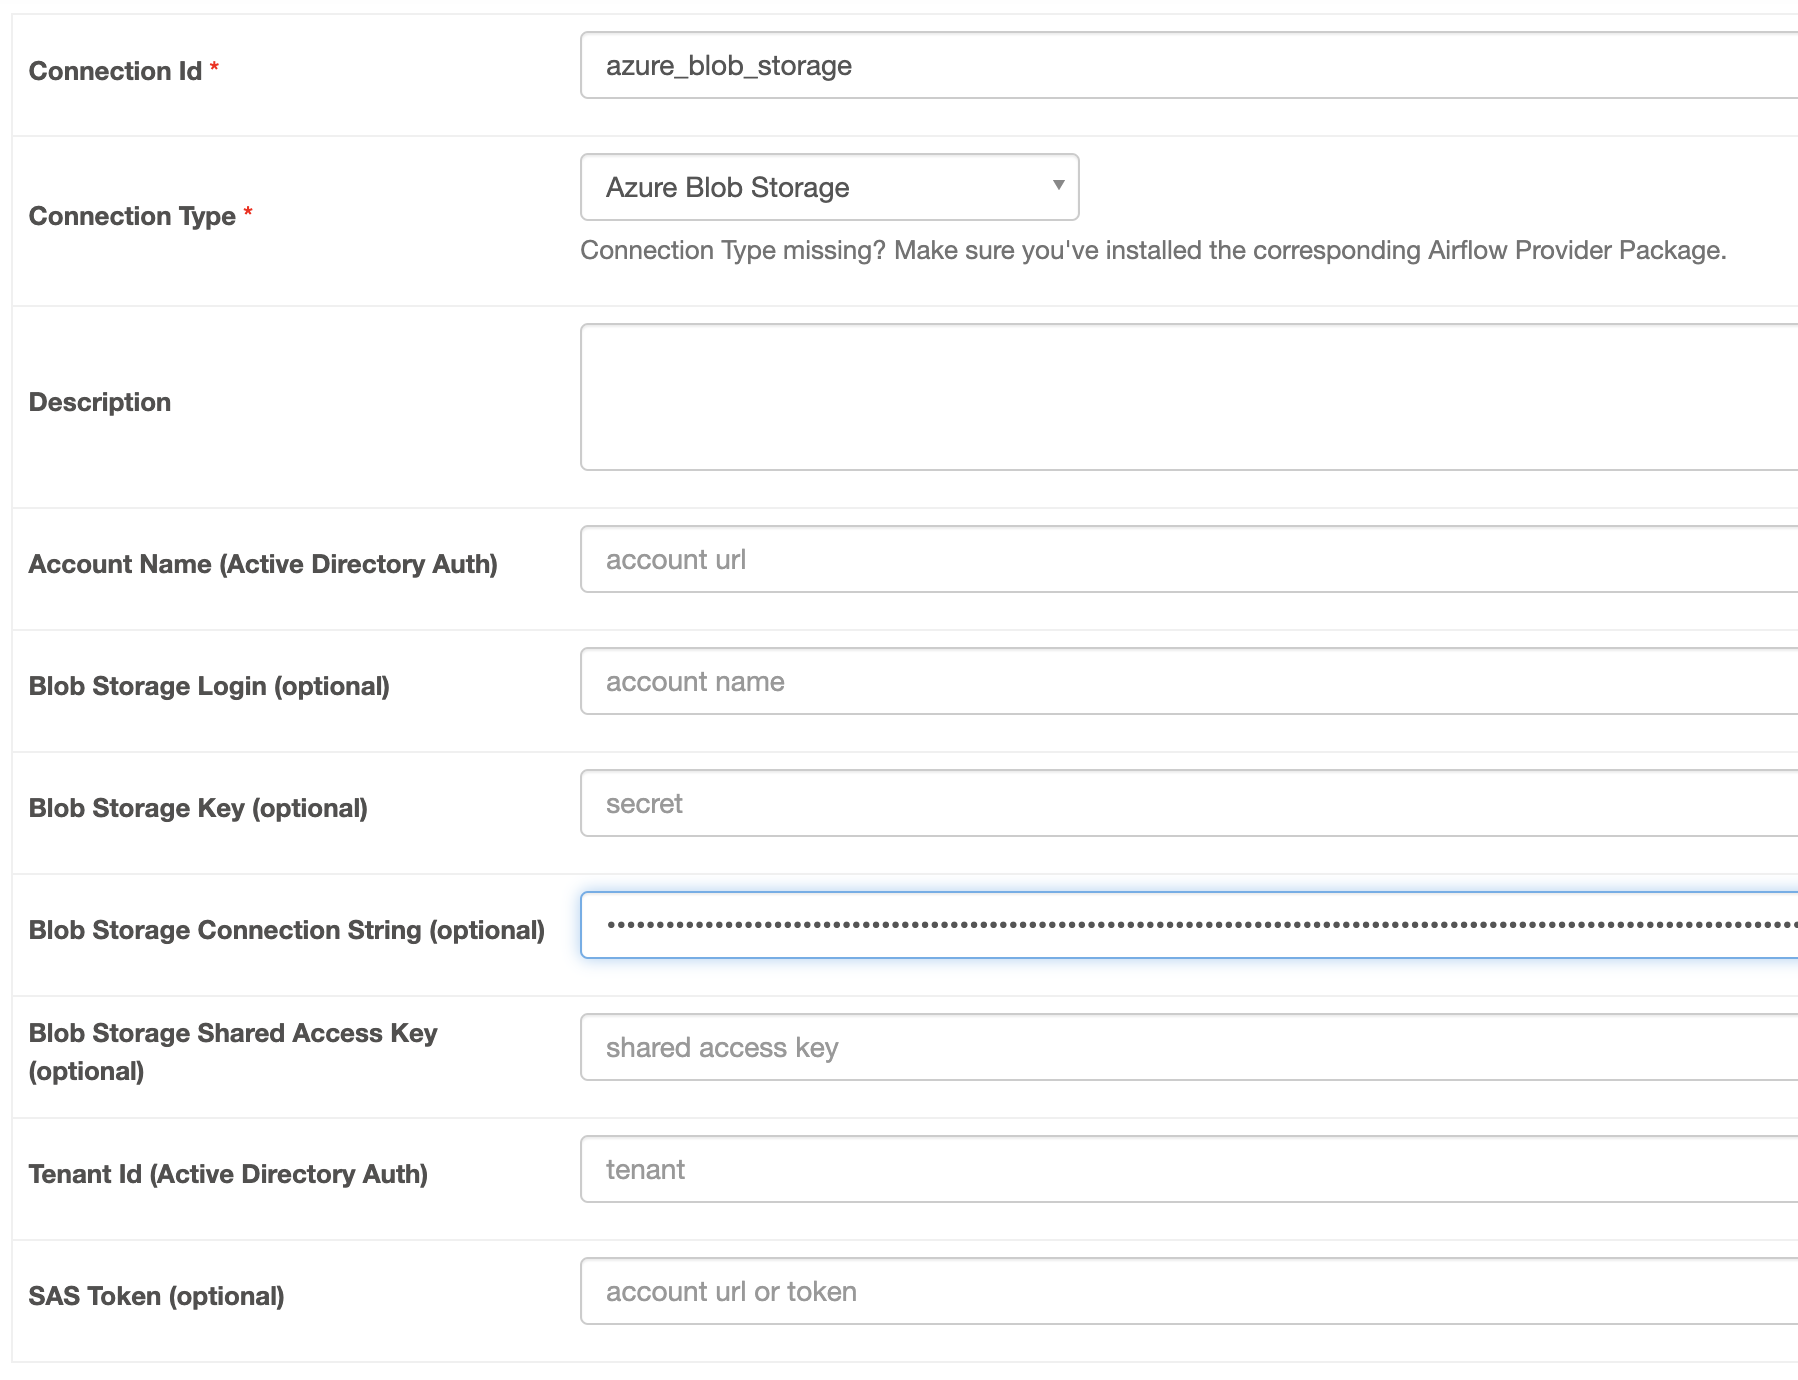 Connection Id *
azure_blob_storage
Connection Type *
Azure Blob Storage
Connection Type missing? Make sure you've installed the corresponding Airflow Provider Package.
Description
Account Name (Active Directory Auth)
account url
Blob Storage Login (optional)
account name
Blob Storage Key (optional)
secret
Blob Storage Connection String (optional)
Blob Storage Shared Access Key
(optional)
shared access key
Tenant Id (Active Directory Auth)
tenant
SAS Token (optional)
account url or token